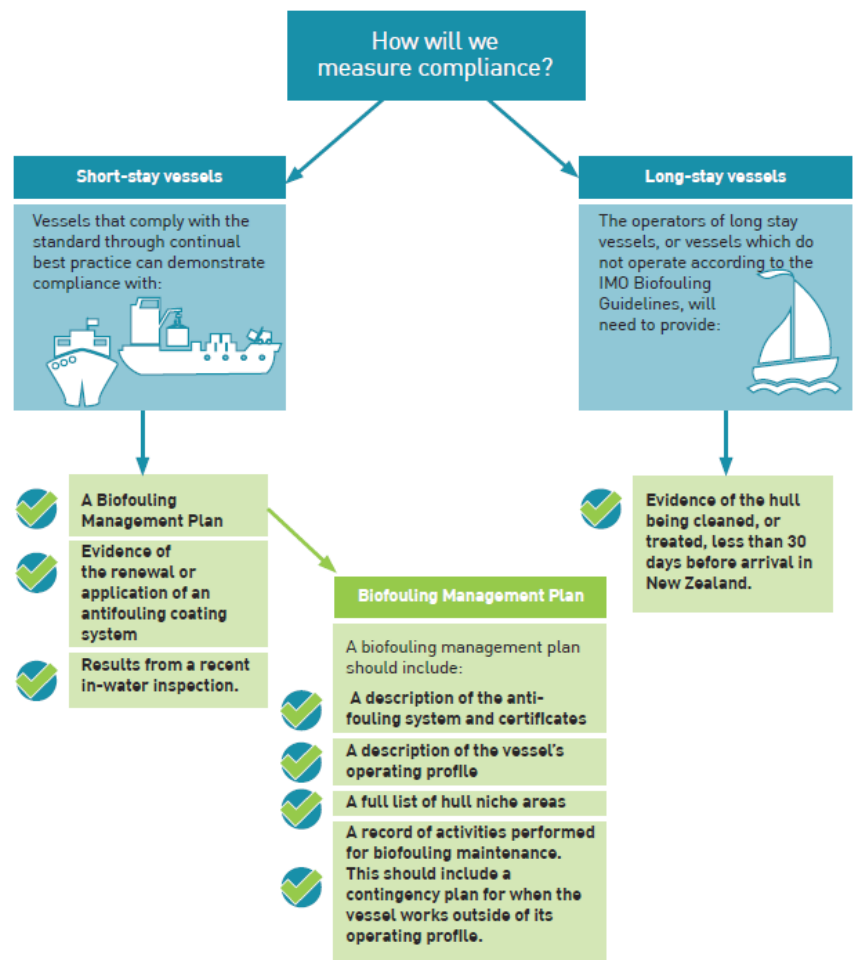 How will we
measure compliance?
Short-stay vessels
Vessels that comply with the
standard through continual
best practice can demonstrate
compliance with:
Long-stay vessels
The operators of long stay
vessels, or vessels which do
not operate according to the
IMO Biofouling
Guidelines, will
need to provide:
A Biofouling
Management Plan
Evidence of
the renewal or
application of an
antifouling coating
system
Results from a recent
in-water inspection.
Biofouling Management Plan
A biofouling management plan
should include:
A description of the anti-
fouling system and certificates
A description of the vessel's
operating profile
A full list of hull niche areas
A record of activities performed
for biofouling maintenance.
This should include a
contingency plan for when the
vessel works outside of its
operating profile.
Evidence of the hull
being cleaned, or
treated, less than 30
days before arrival in
New Zealand.